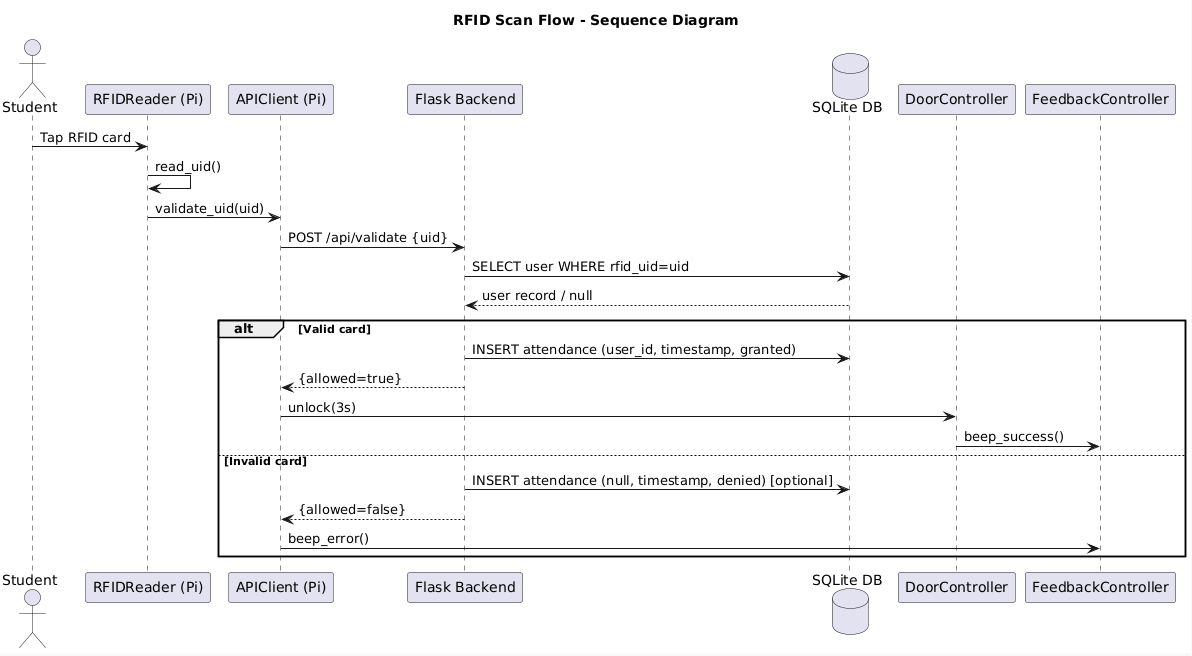 RFID Scan Flow - Sequence Diagram
Student
RFIDReader (Pi)
APIClient (Pi)
Flask Backend
SQLite DB
DoorController
FeedbackController
Tap RFID card
read_uid()
validate_uid(uid)
POST /api/validate {uid}
SELECT user WHERE rfid_uid=uid
user record / null
alt
[Valid card]
INSERT attendance (user_id, timestamp, granted)
{allowed=true}
unlock(3s)
beep_success()
[Invalid card]
INSERT attendance (null, timestamp, denied) [optional]
{allowed=false}
beep_error()
Student
RFIDReader (Pi)
APIClient (Pi)
Flask Backend
SQLite DB
DoorController
FeedbackController